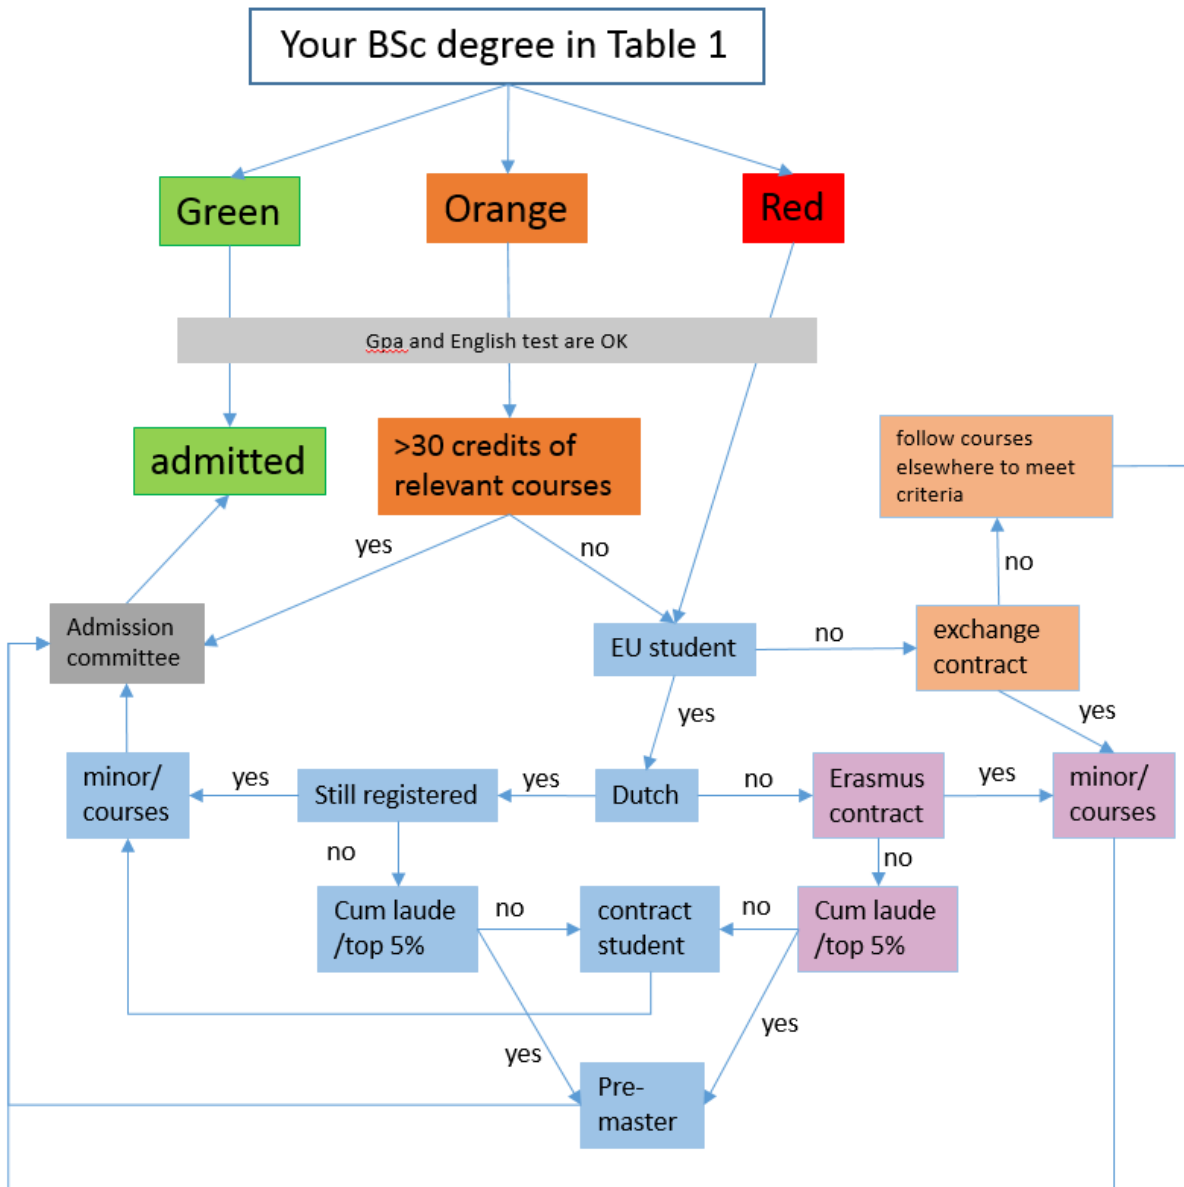 Your BSc degree in Table 1
Green
Orange
Red
Gpa and English test are OK
admitted
>30 credits of
relevant courses
follow courses
elsewhere to meet
criteria
yes
no
no
Admission
committee
EU student
no
exchange
contract
yes
yes
minor/
courses
yes
Still registered
yes
Dutch
no
Erasmus
contract
yes
minor/
courses
no
no
Cum laude
/top 5%
no
contract
student
no
Cum laude
/top 5%
yes
yes
Pre-
master